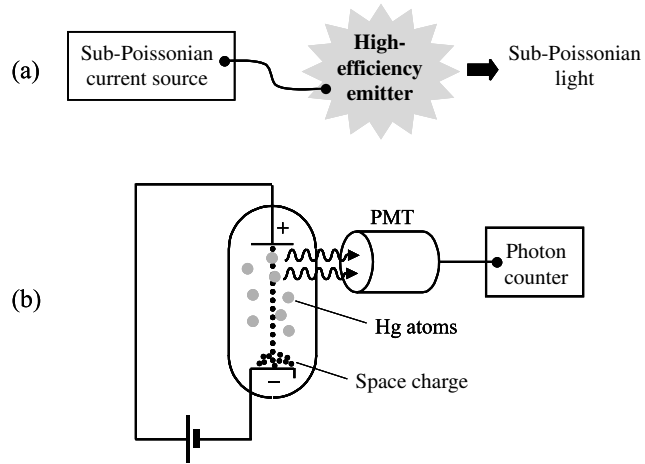 (a)
Sub-Poissonian
current source
High-
efficiency
emitter
Sub-Poissonian
light
(b)
+
PMT
Photon
counter
Hg atoms
Space charge
−